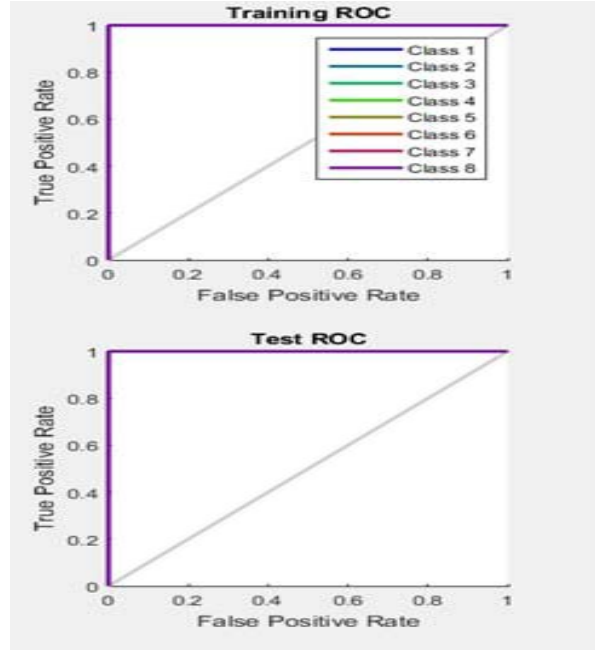 Training ROC
1
0.8
0.6
0.4
0.2
0
True Positive Rate
Class 1
Class 2
Class 3
Class 4
Class 5
Class 6
Class 7
Class 8
0 0.2 0.4 0.6 0.8 1
False Positive Rate
Test ROC
1
0.8
0.6
0.4
0.2
0
True Positive Rate
0 0.2 0.4 0.6 0.8 1
False Positive Rate